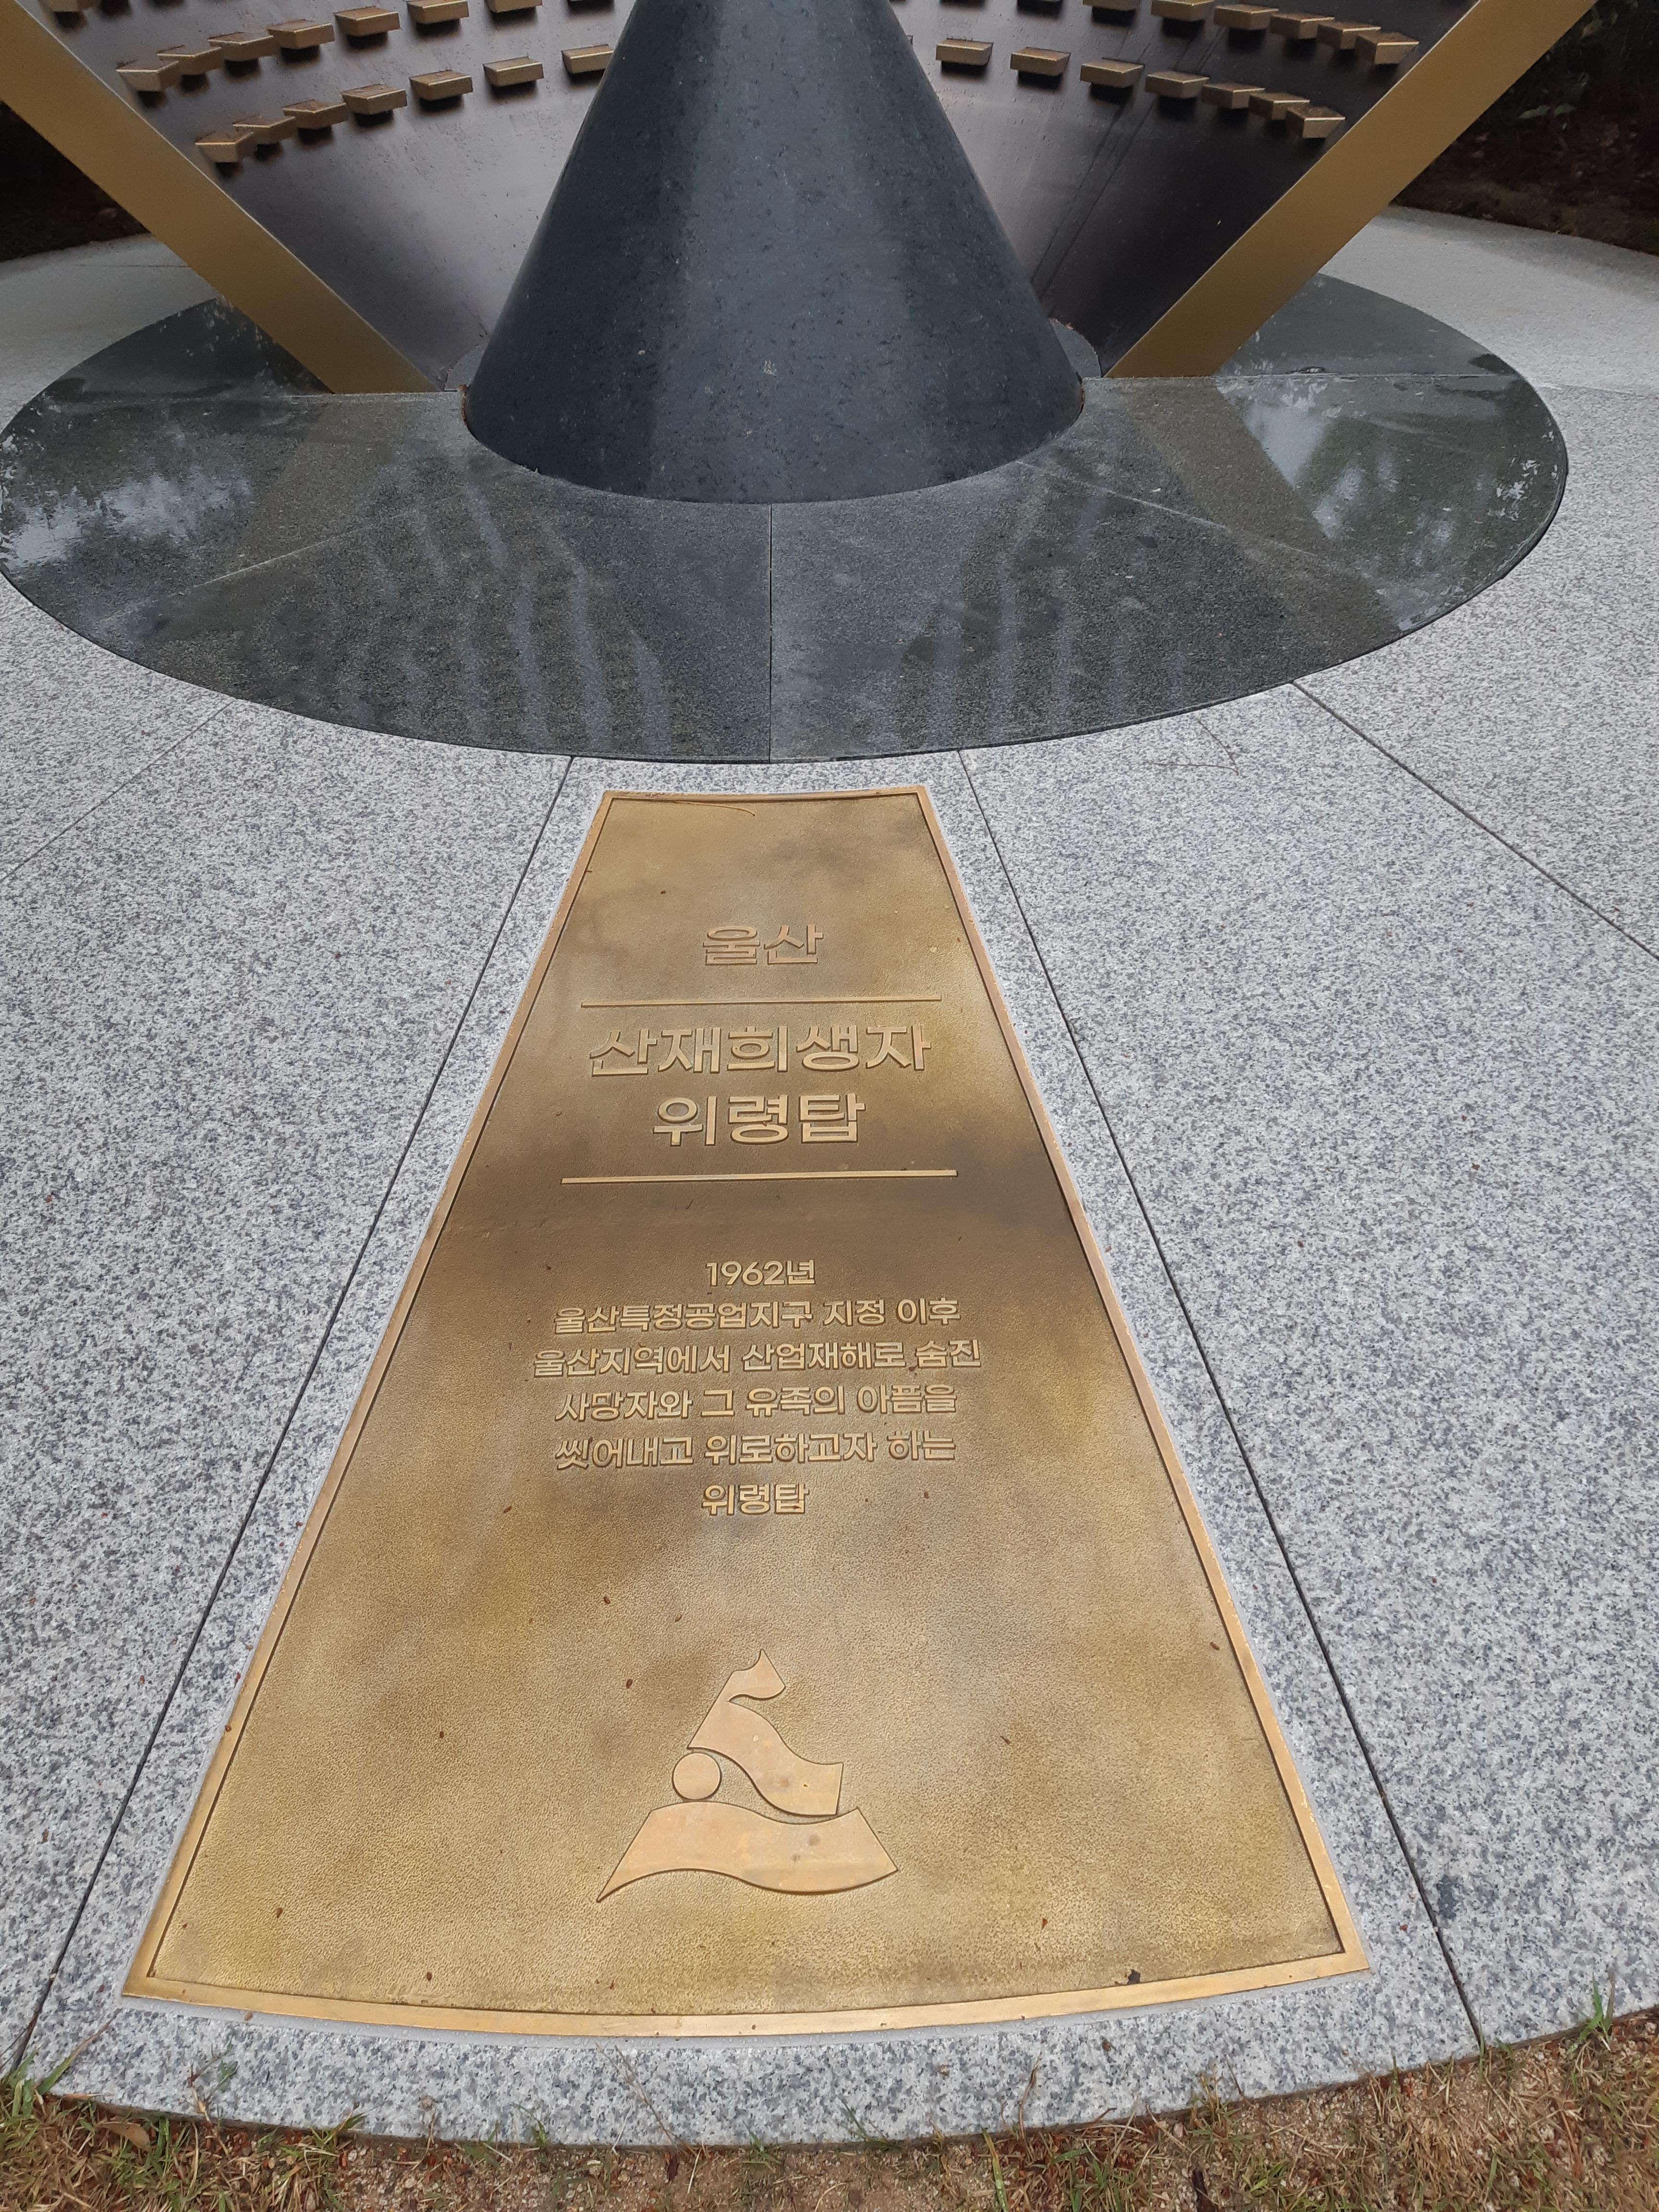 울산
산재희생자
위령탑
1962년
울산특정공업지구 지정 이후
울산지역에서 산업재해로 숨진
사망자와 그 유족의 아픔을
씻어내고 위로하고자 하는
위령탑